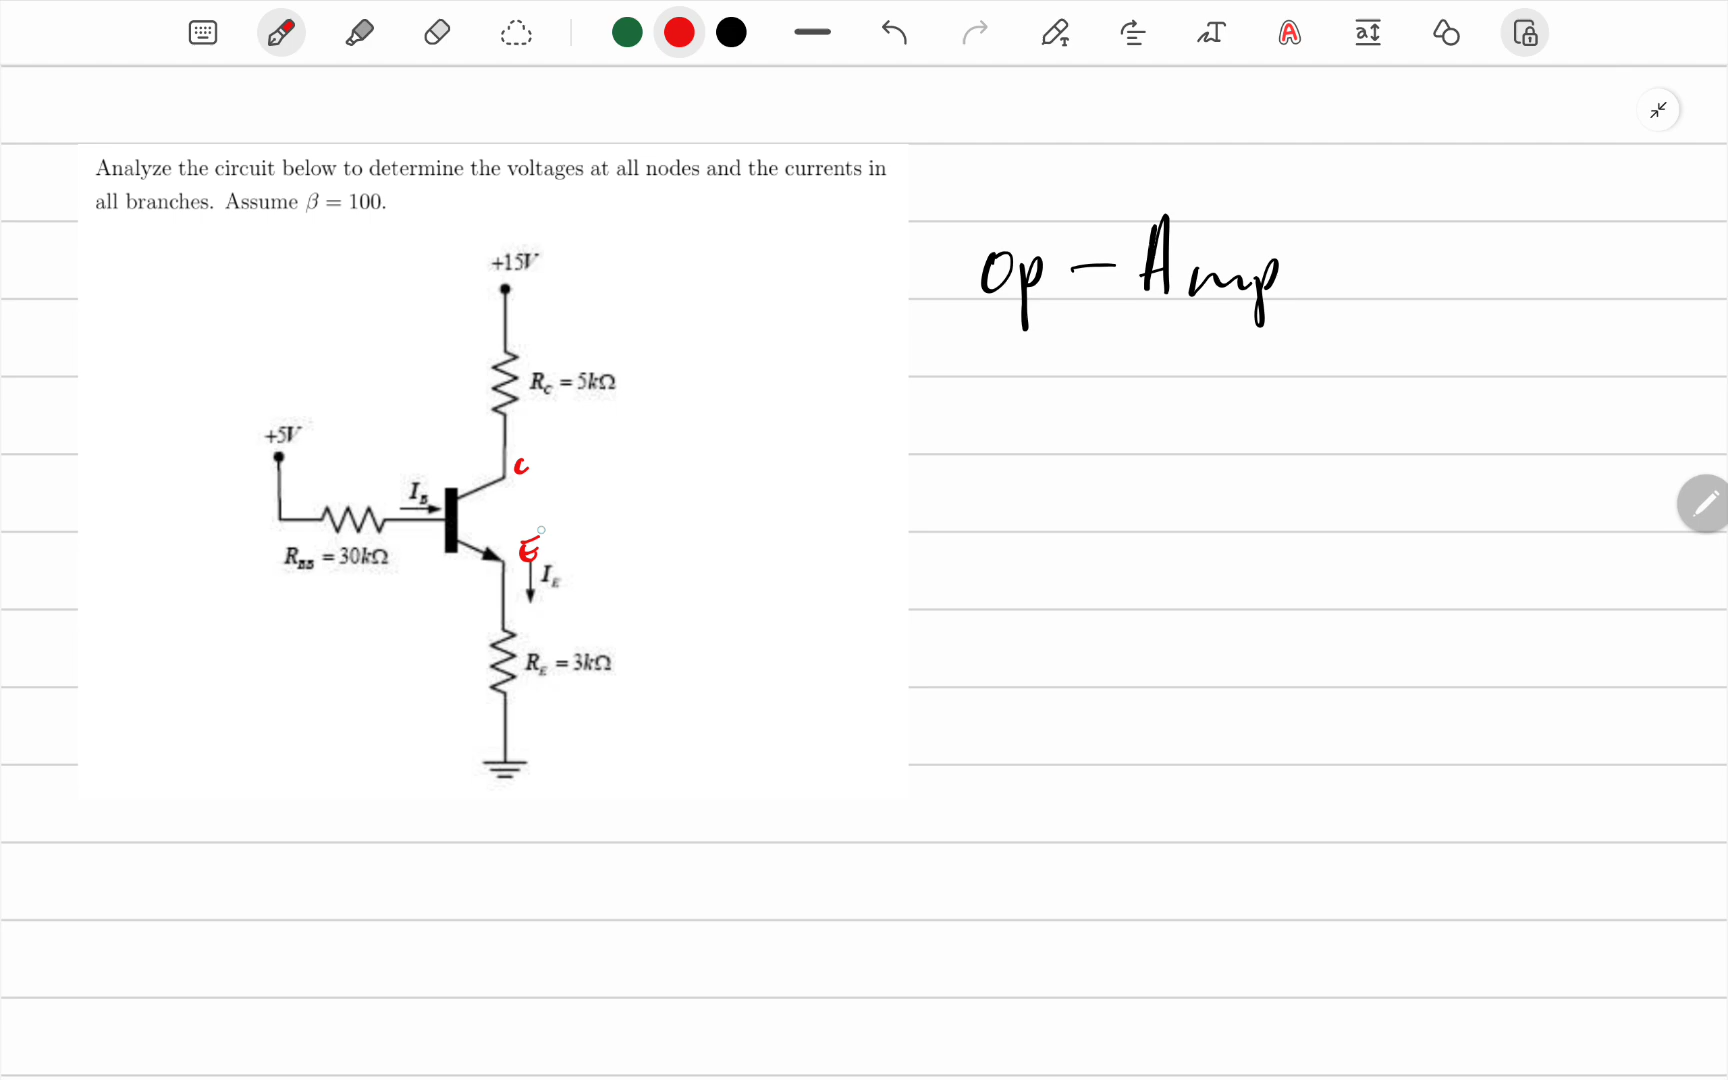 Analyze the circuit below to determine the voltages at all nodes and the currents in
all branches. Assume β = 100.
+15V
R_C = 5kΩ
C
+5V
I_B
R_BB = 30kΩ
E
I_E
R_E = 3kΩ
Op - Amp